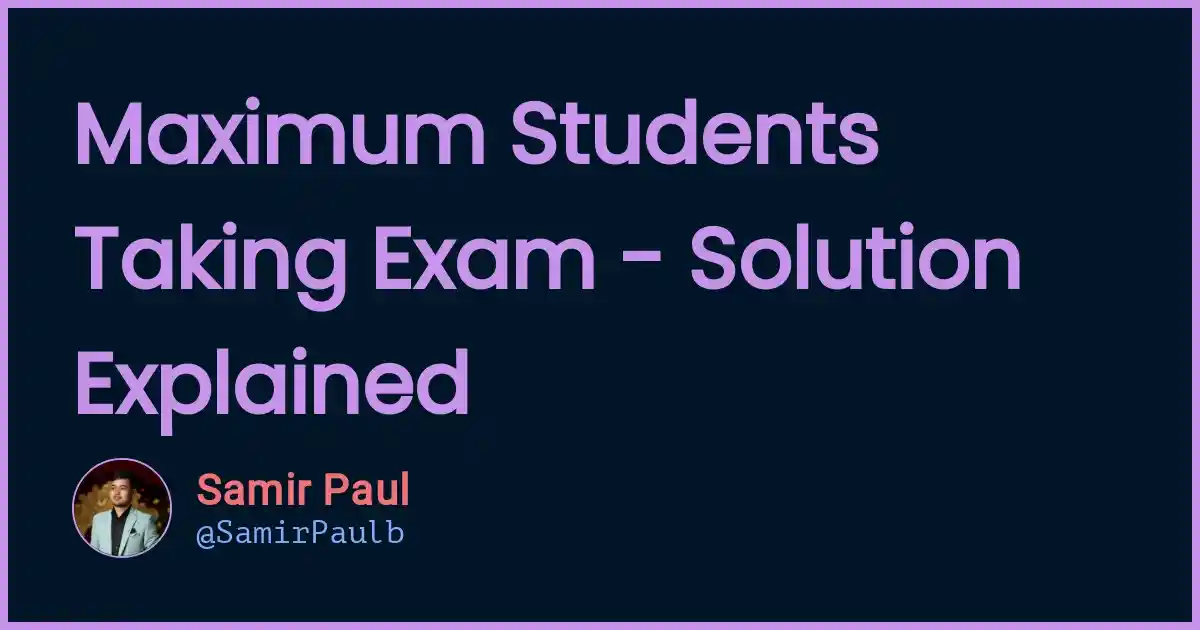 Maximum Students
Taking Exam - Solution
Explained
Samir Paul
@SamirPaulb